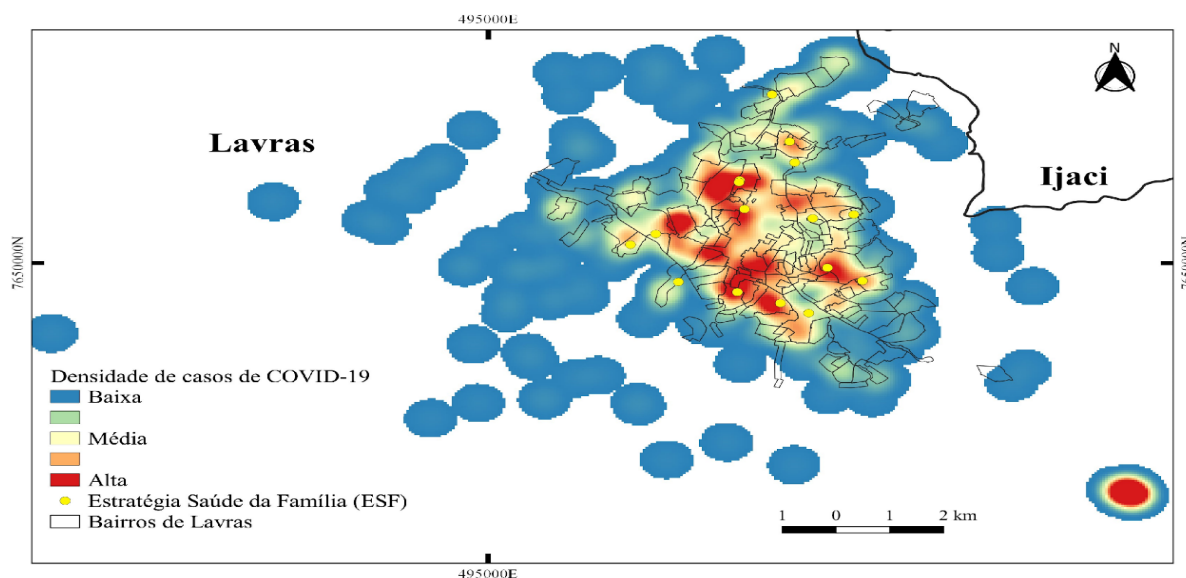 495000E
N
Lavras
Ijaci
7650000N
7650000N
Densidade de casos de COVID-19
Baixa
Média
Alta
Estratégia Saúde da Família (ESF)
Bairros de Lavras
1 0 1 2 km
495000E